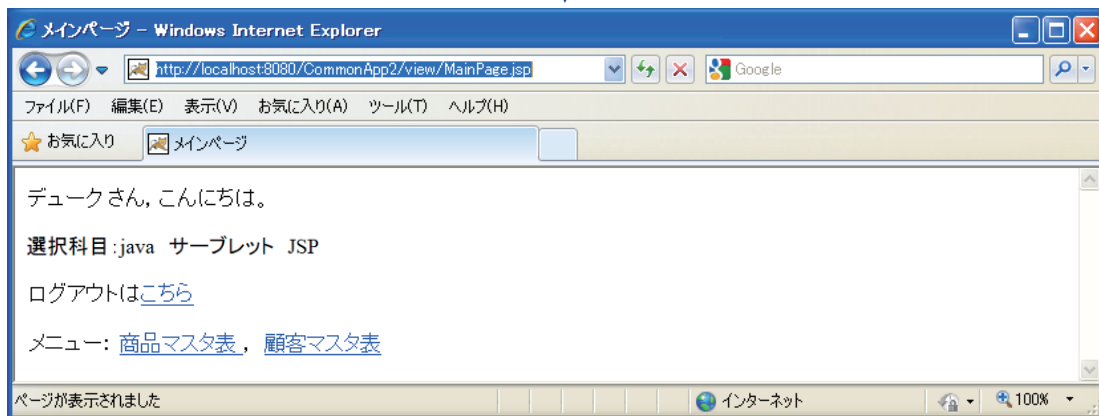 メインページ - Windows Internet Explorer
http://localhost:8080/CommonApp2/view/MainPage.jsp Google
ファイル(F) 編集(E) 表示(V) お気に入り(A) ツール(T) ヘルプ(H)
お気に入り メインページ
デュークさん, こんにちは。
選択科目:java サーブレット JSP
ログアウトはこちら
メニュー: 商品マスタ表 , 顧客マスタ表
ページが表示されました インターネット 100%